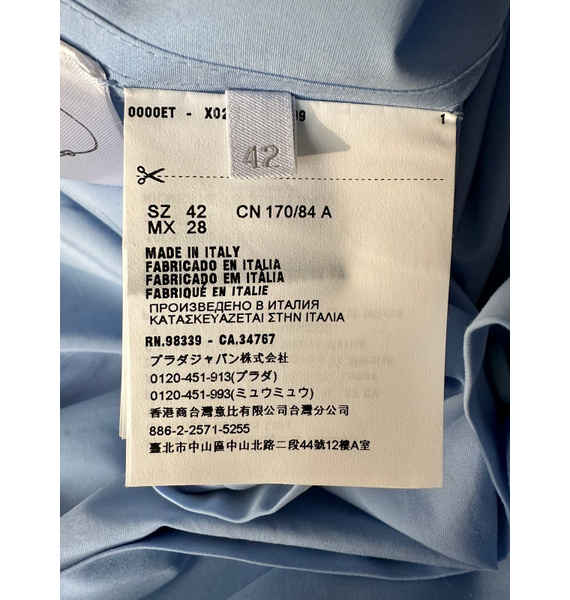 0000ET - X02 09 1
42
SZ 42 CN 170/84 A
MX 28
MADE IN ITALY
FABRICADO EN ITALIA
FABRICADO EM ITÁLIA
FABRIQUÉ EN ITALIE
ПРОИЗВЕДЕНО В ИТАЛИЯ
ΚΑΤΑΣΚΕΥΑΖΕΤΑΙ ΣΤΗΝ ΙΤΑΛΙΑ
RN.98339 - CA.34767
プラダジャパン株式会社
0120-451-913(プラダ)
0120-451-993(ミュウミュウ)
香港商台灣意比有限公司台灣分公司
886-2-2571-5255
臺北市中山區中山北路二段44號12樓A室